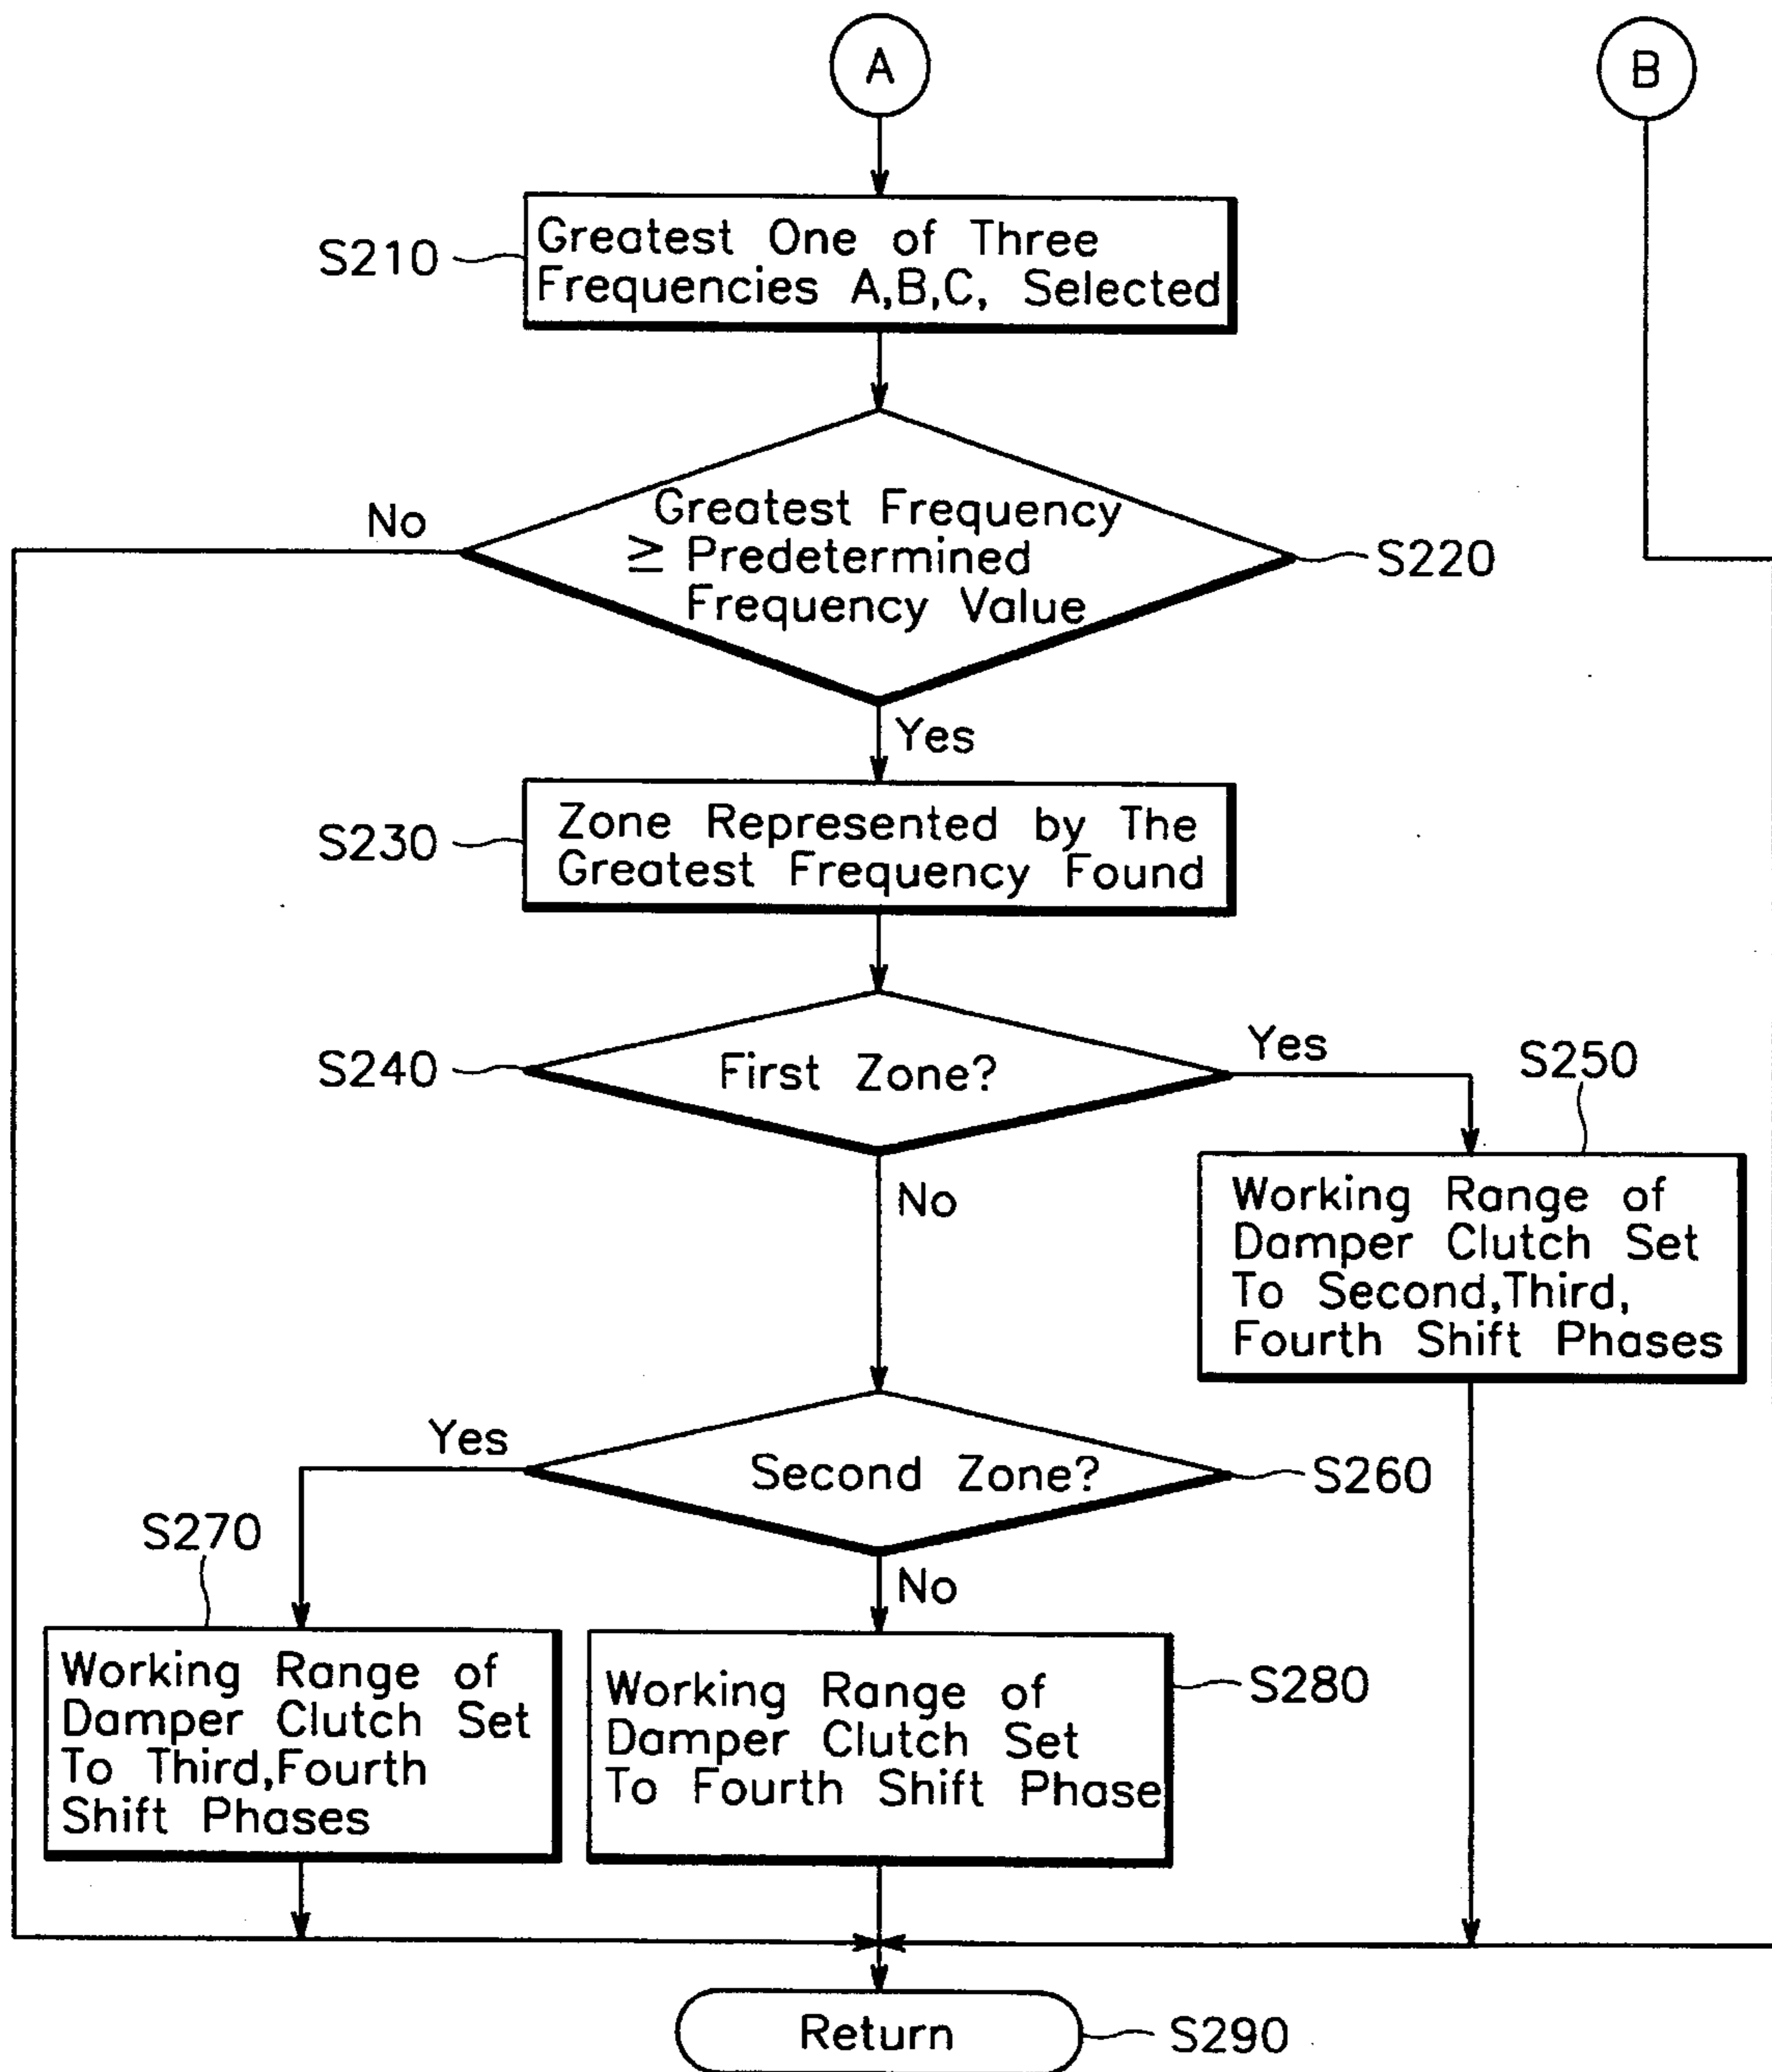 A
B
S210
Greatest One of Three
Frequencies A,B,C, Selected
No
Greatest Frequency
≥ Predetermined
Frequency Value
S220
Yes
S230
Zone Represented by The
Greatest Frequency Found
S240
First Zone?
Yes
S250
No
Working Range of
Damper Clutch Set
To Second,Third,
Fourth Shift Phases
Yes
Second Zone?
S260
S270
No
Working Range of
Damper Clutch Set
To Third,Fourth
Shift Phases
Working Range of
Damper Clutch Set
To Fourth Shift Phase
S280
Return
S290